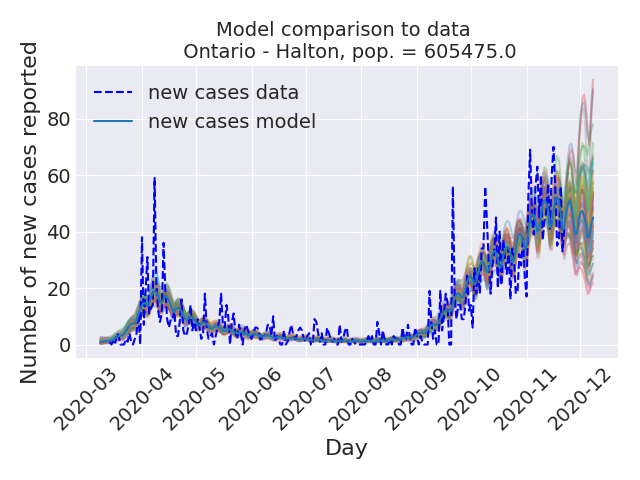 Model comparison to data
Ontario - Halton, pop. = 605475.0
Number of new cases reported
80
60
40
20
0
new cases data
new cases model
2020-03
2020-04
2020-05
2020-06
2020-07
2020-08
2020-09
2020-10
2020-11
2020-12
Day